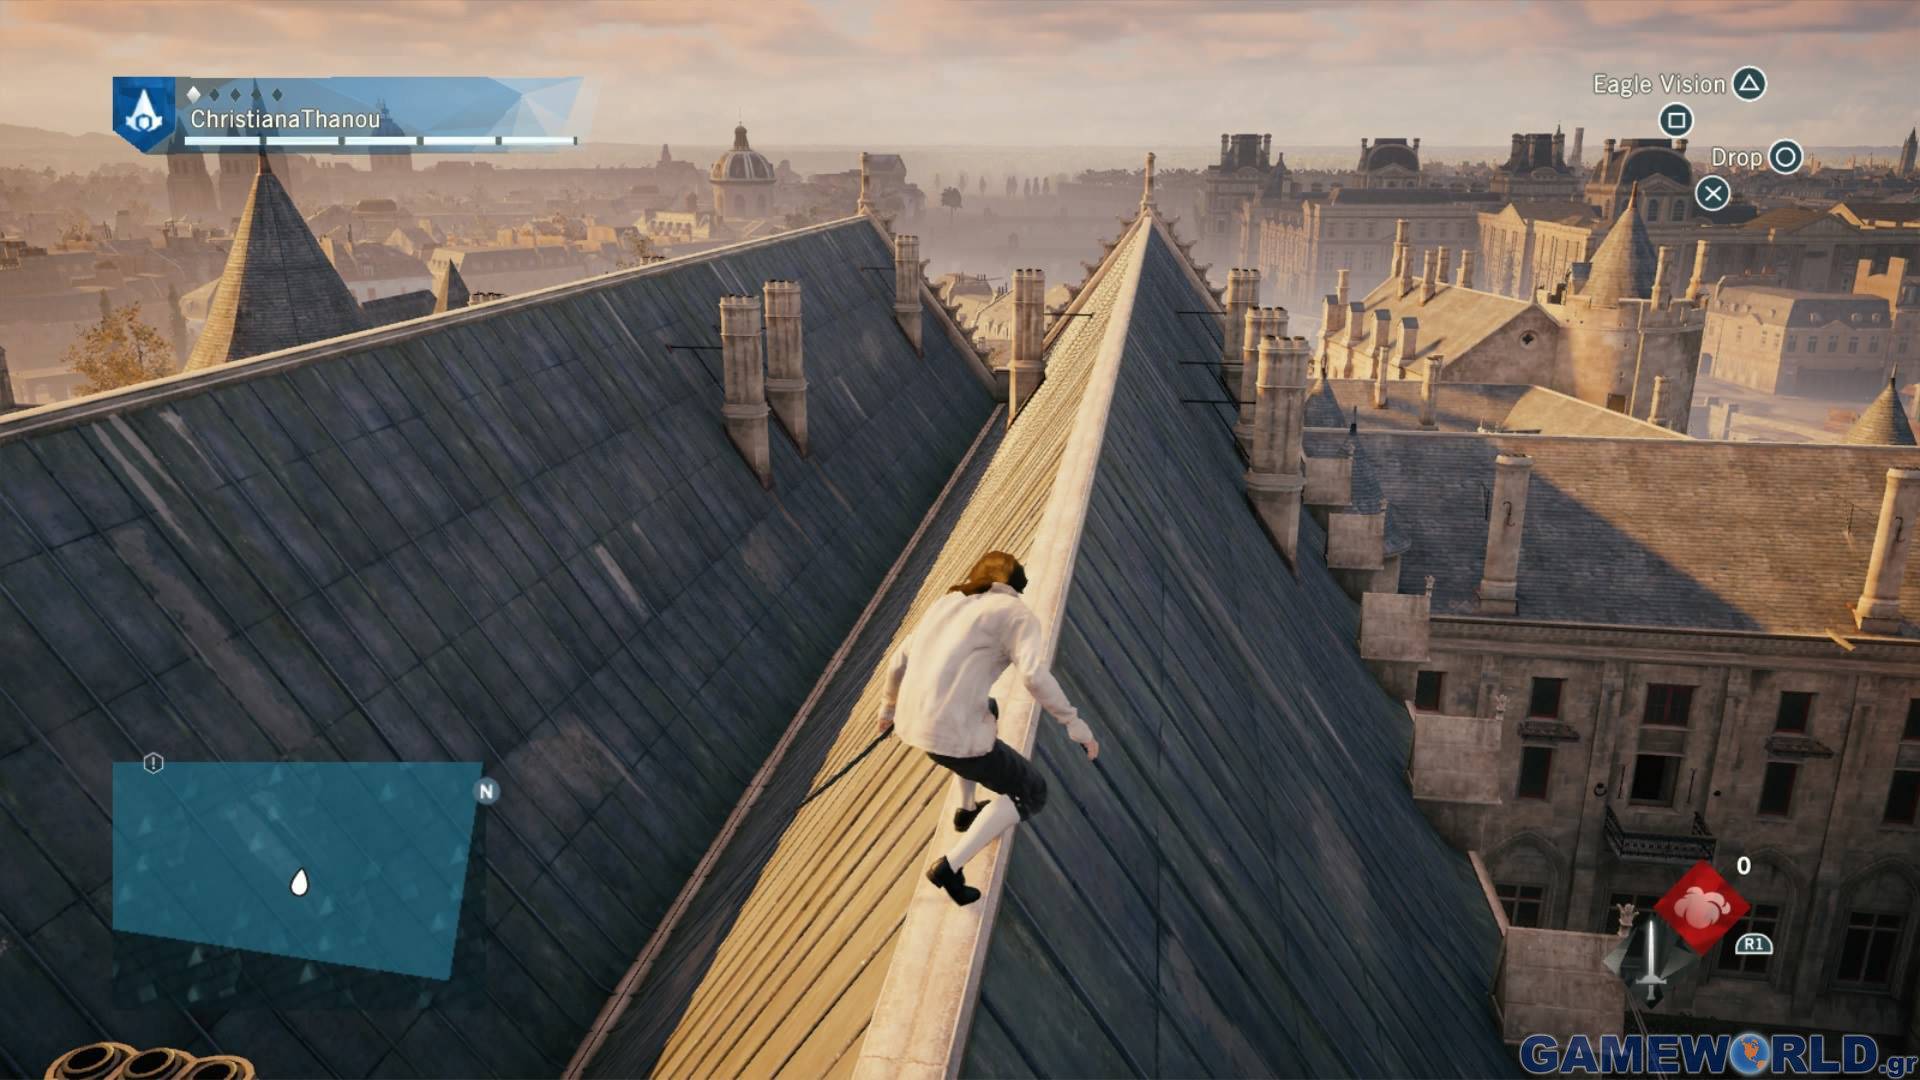 Eagle Vision
ChristianaThanou
Drop
N
0
R1
GAMEWORLD.gr